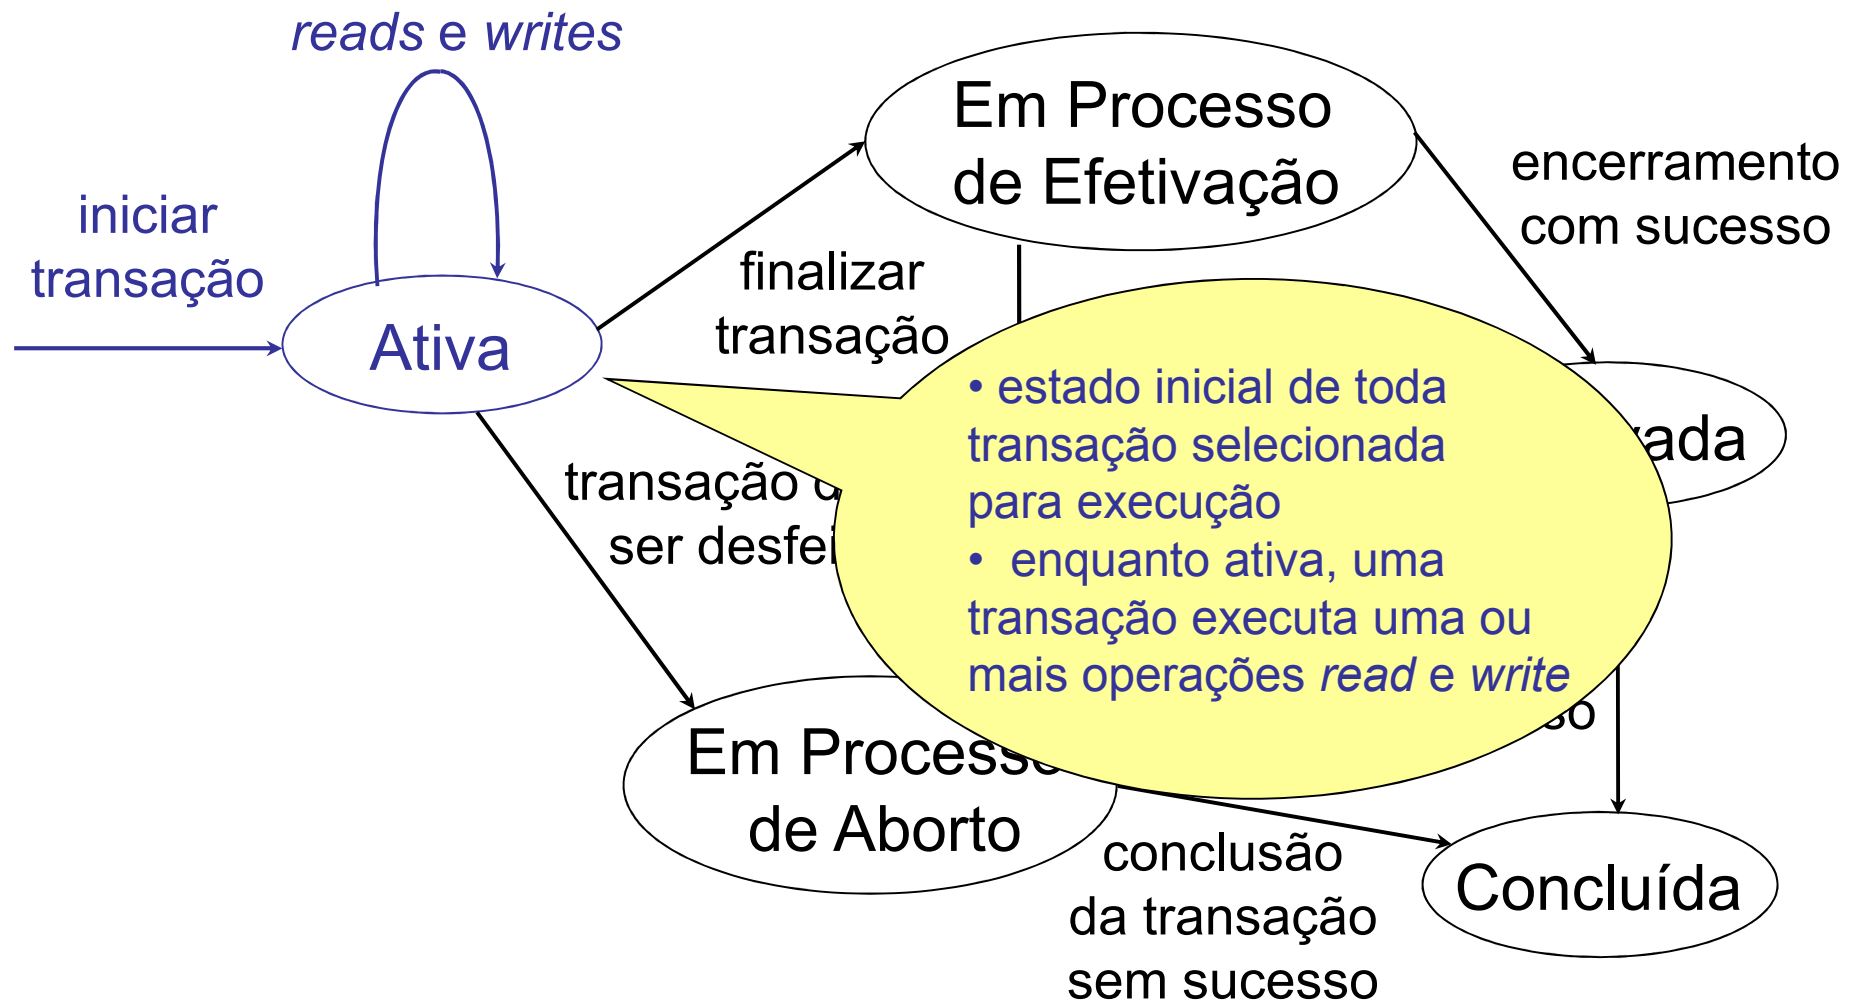 reads e writes
iniciar
transação
Ativa
Em Processo
de Efetivação
encerramento
com sucesso
finalizar
transação
transação
ser
• estado inicial de toda
transação selecionada
para execução
• enquanto ativa, uma
transação executa uma ou
mais operações read e write
Em Processo
de Aborto
conclusão
da transação
sem sucesso
Concluída